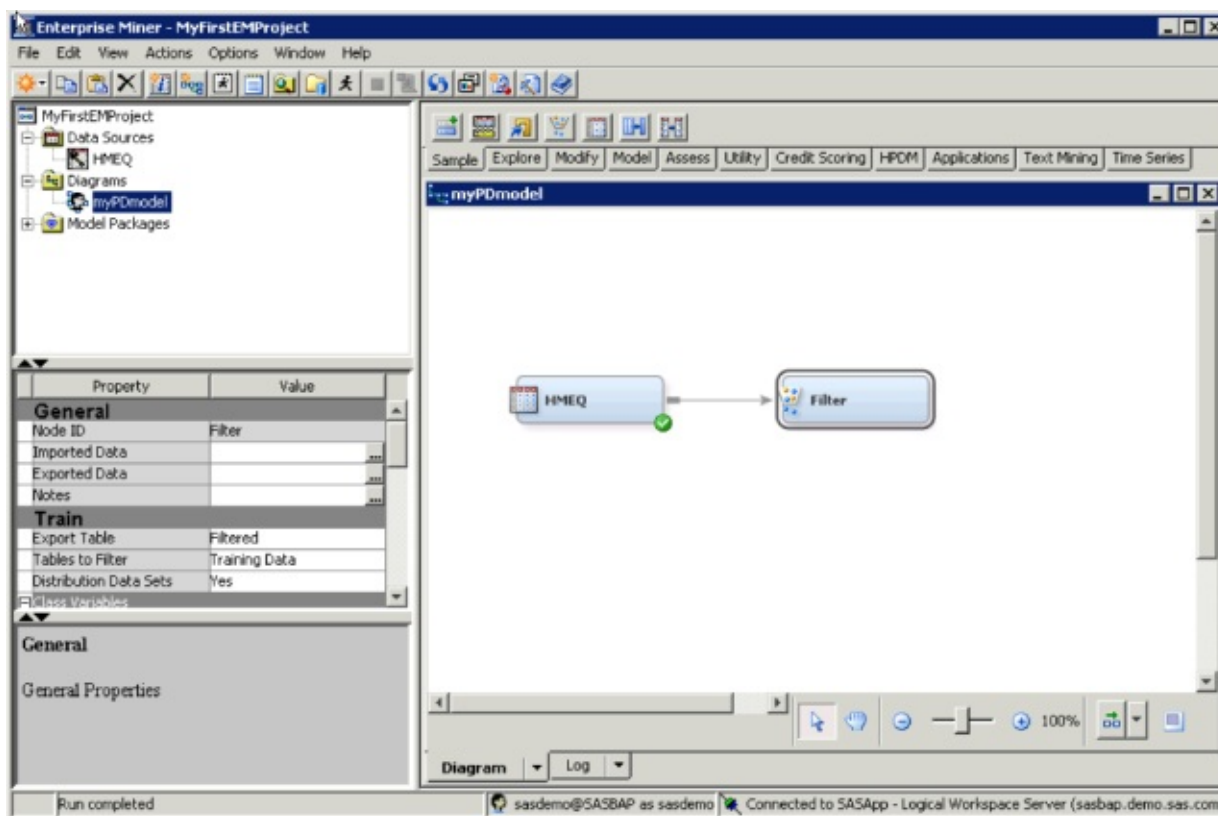 Enterprise Miner - MyFirstEMProject
File Edit View Actions Options Window Help
MyFirstEMProject
Data Sources
HMEQ
Diagrams
myPDmodel
Model Packages
Sample Explore Modify Model Assess Utility Credit Scoring HPDM Applications Text Mining Time Series
myPDmodel
HMEQ
Filter
Property Value
General
Node ID Filter
Imported Data ...
Exported Data ...
Notes ...
Train
Export Table Filtered
Tables to Filter Training Data
Distribution Data Sets Yes
Class Variables
General
General Properties
100%
Diagram Log
Run completed sasdemo@SASBAP as sasdemo Connected to SASApp - Logical Workspace Server (sasbap.demo.sas.com